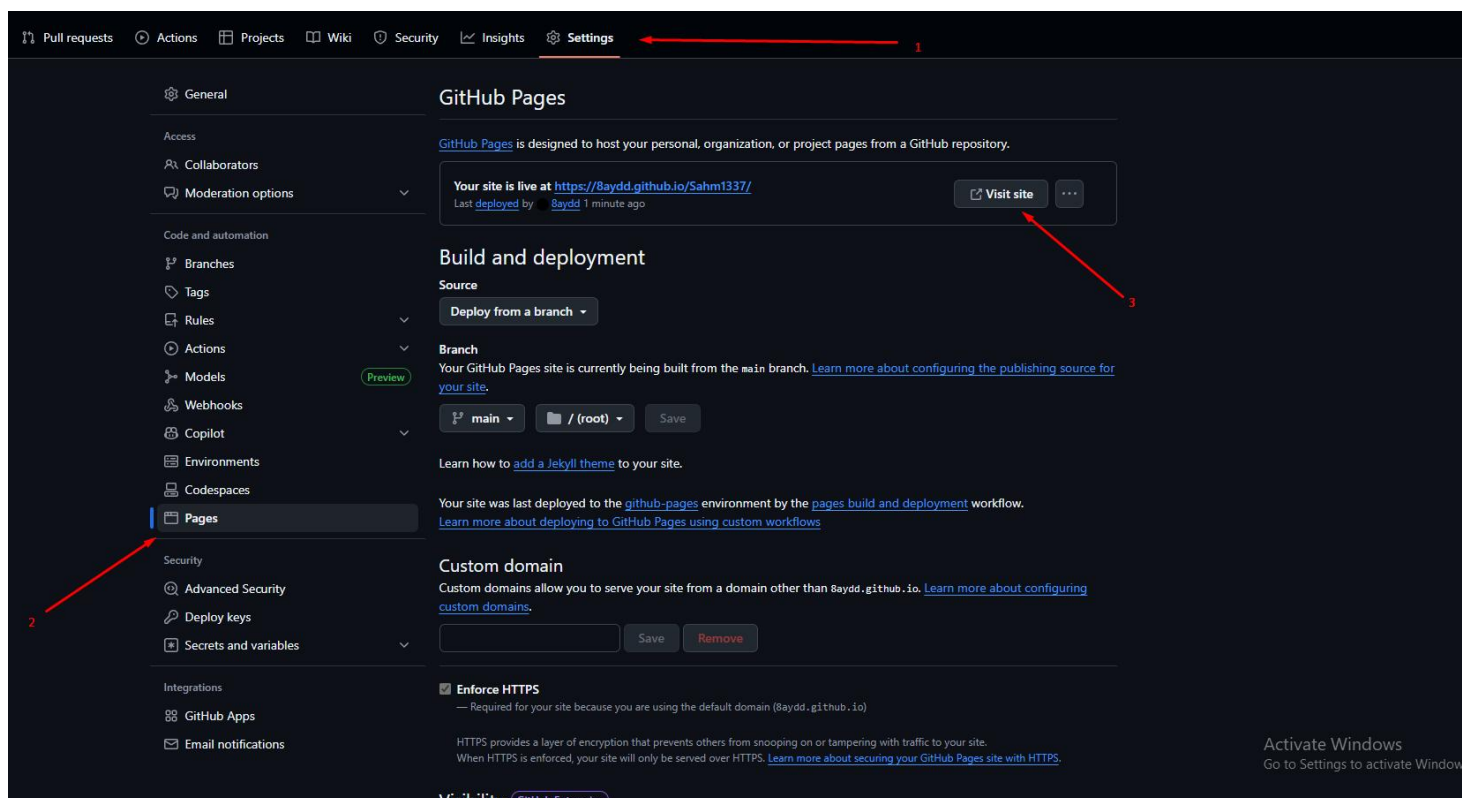 Pull requests
Actions
Projects
Wiki
Security
Insights
Settings
1
General
Access
Collaborators
Moderation options
Code and automation
Branches
Tags
Rules
Actions
Models
Preview
Webhooks
Copilot
Environments
Codespaces
Pages
2
Security
Advanced Security
Deploy keys
Secrets and variables
Integrations
GitHub Apps
Email notifications
GitHub Pages
GitHub Pages is designed to host your personal, organization, or project pages from a GitHub repository.
Your site is live at https://8aydd.github.io/Sahm1337/
Last deployed by 8aydd 1 minute ago
Visit site
3
Build and deployment
Source
Deploy from a branch
Branch
Your GitHub Pages site is currently being built from the main branch. Learn more about configuring the publishing source for
your site.
main
/ (root)
Save
Learn how to add a Jekyll theme to your site.
Your site was last deployed to the github-pages environment by the pages build and deployment workflow.
Learn more about deploying to GitHub Pages using custom workflows
Custom domain
Custom domains allow you to serve your site from a domain other than 8aydd.github.io. Learn more about configuring
custom domains.
Save
Remove
Enforce HTTPS
— Required for your site because you are using the default domain (8aydd.github.io)
HTTPS provides a layer of encryption that prevents others from snooping on or tampering with traffic to your site.
When HTTPS is enforced, your site will only be served over HTTPS. Learn more about securing your GitHub Pages site with HTTPS.
Activate Windows
Go to Settings to activate Window